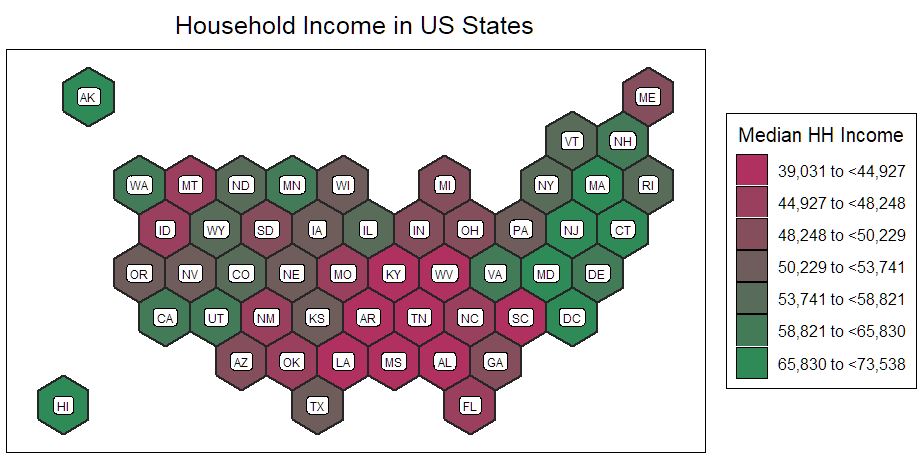 Household Income in US States
AK
ME
VT NH
WA MT ND MN WI MI NY MA RI
ID WY SD IA IL IN OH PA NJ CT
OR NV CO NE MO KY WV VA MD DE
CA UT NM KS AR TN NC SC DC
AZ OK LA MS AL GA
HI TX FL
Median HH Income
39,031 to <44,927
44,927 to <48,248
48,248 to <50,229
50,229 to <53,741
53,741 to <58,821
58,821 to <65,830
65,830 to <73,538